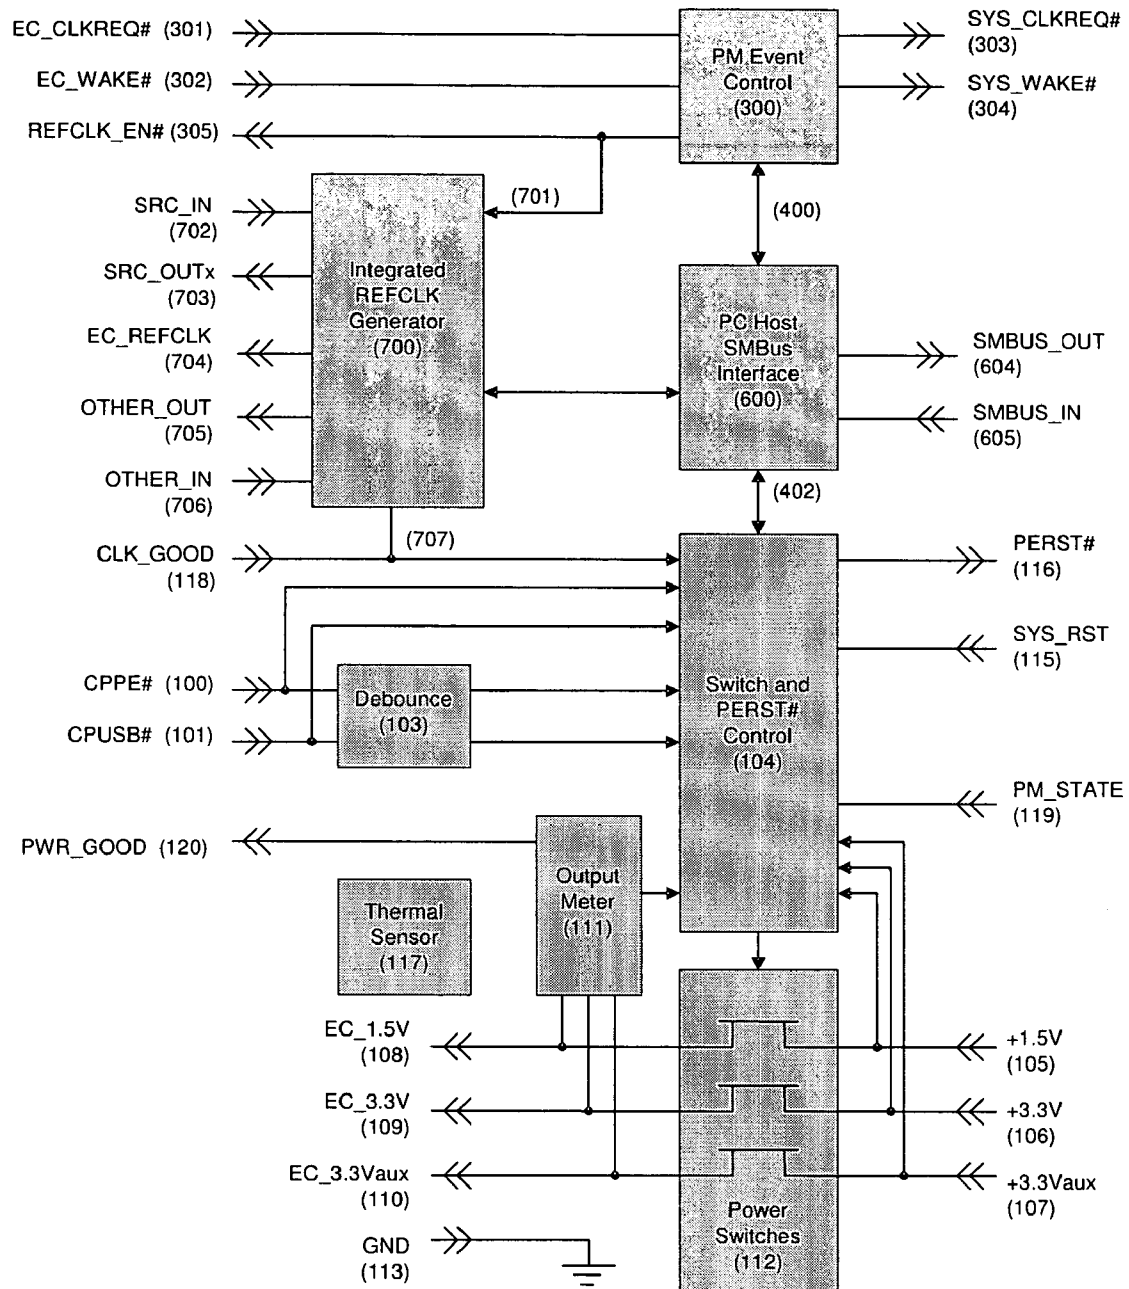 EC_CLKREQ# (301)
EC_WAKE# (302)
REFCLK_EN# (305)
PM Event
Control
(300)
SYS_CLKREQ#
(303)
SYS_WAKE#
(304)
(701)
(400)
SRC_IN
(702)
SRC_OUTx
(703)
EC_REFCLK
(704)
OTHER_OUT
(705)
OTHER_IN
(706)
Integrated
REFCLK
Generator
(700)
PC Host
SMBus
Interface
(600)
SMBUS_OUT
(604)
SMBUS_IN
(605)
(402)
(707)
CLK_GOOD
(118)
PERST#
(116)
SYS_RST
(115)
CPPE# (100)
CPUSB# (101)
Debounce
(103)
Switch and
PERST#
Control
(104)
PM_STATE
(119)
PWR_GOOD (120)
Output
Meter
(111)
Thermal
Sensor
(117)
EC_1.5V
(108)
EC_3.3V
(109)
EC_3.3Vaux
(110)
GND
(113)
+1.5V
(105)
+3.3V
(106)
+3.3Vaux
(107)
Power
Switches
(112)